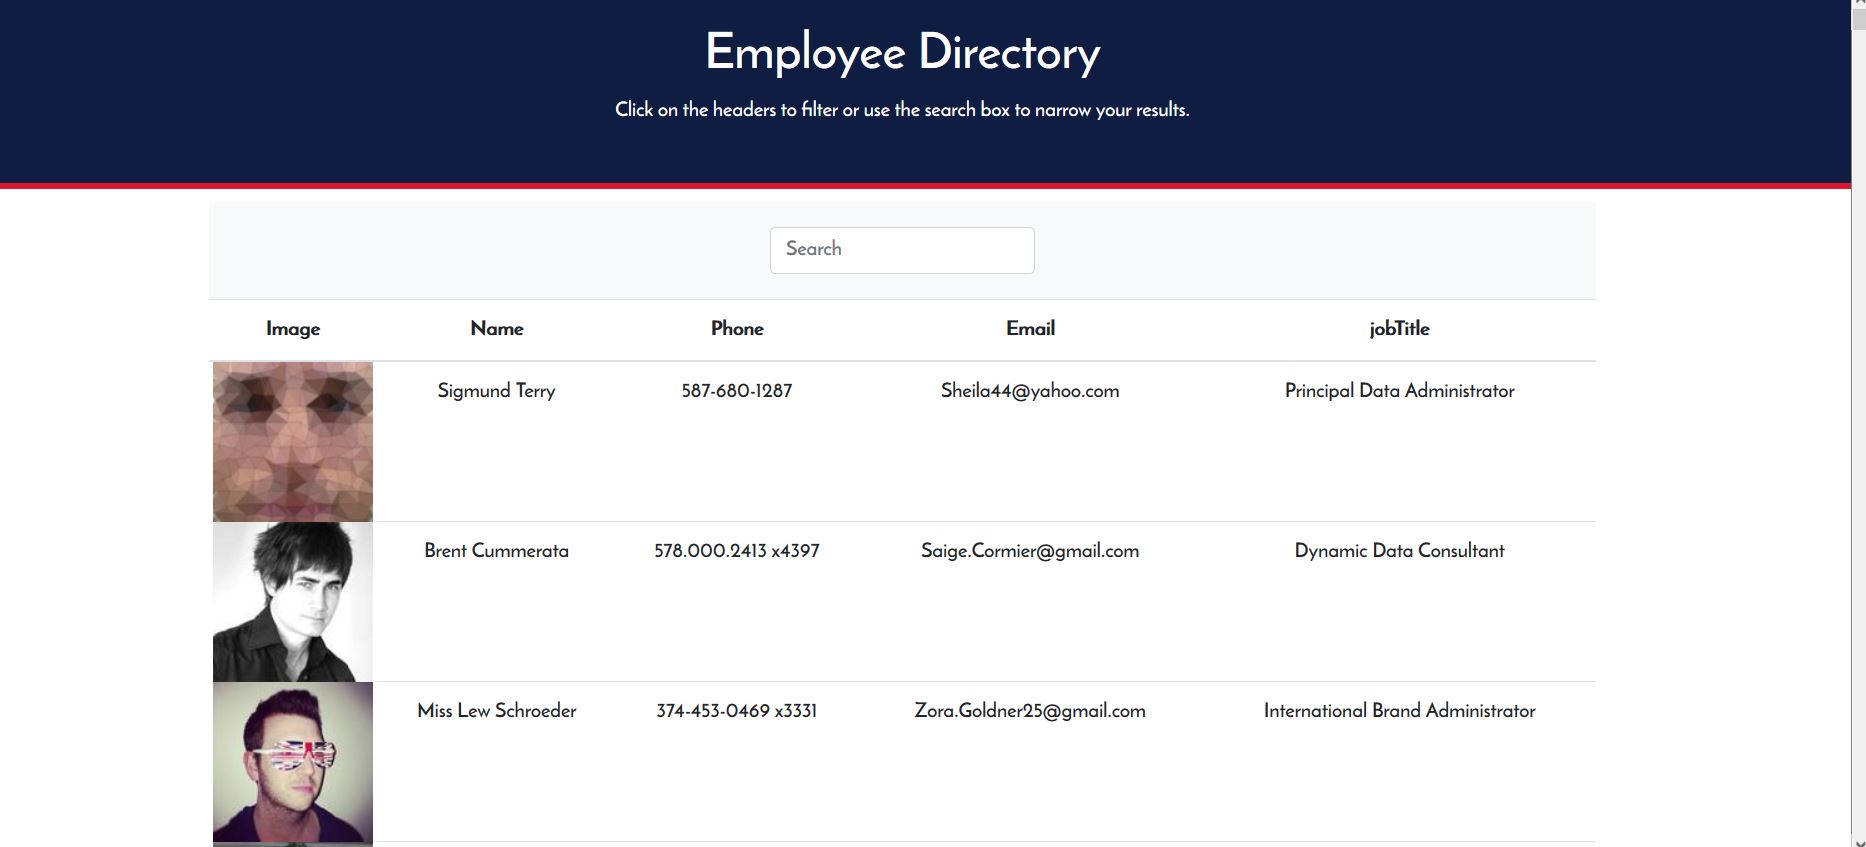 Employee Directory
Click on the headers to filter or use the search box to narrow your results.
Search
Image Name Phone Email jobTitle
Sigmund Terry 587-680-1287 Sheila44@yahoo.com Principal Data Administrator
Brent Cummerata 578.000.2413 x4397 Saige.Cormier@gmail.com Dynamic Data Consultant
Miss Lew Schroeder 374-453-0469 x3331 Zora.Goldner25@gmail.com International Brand Administrator